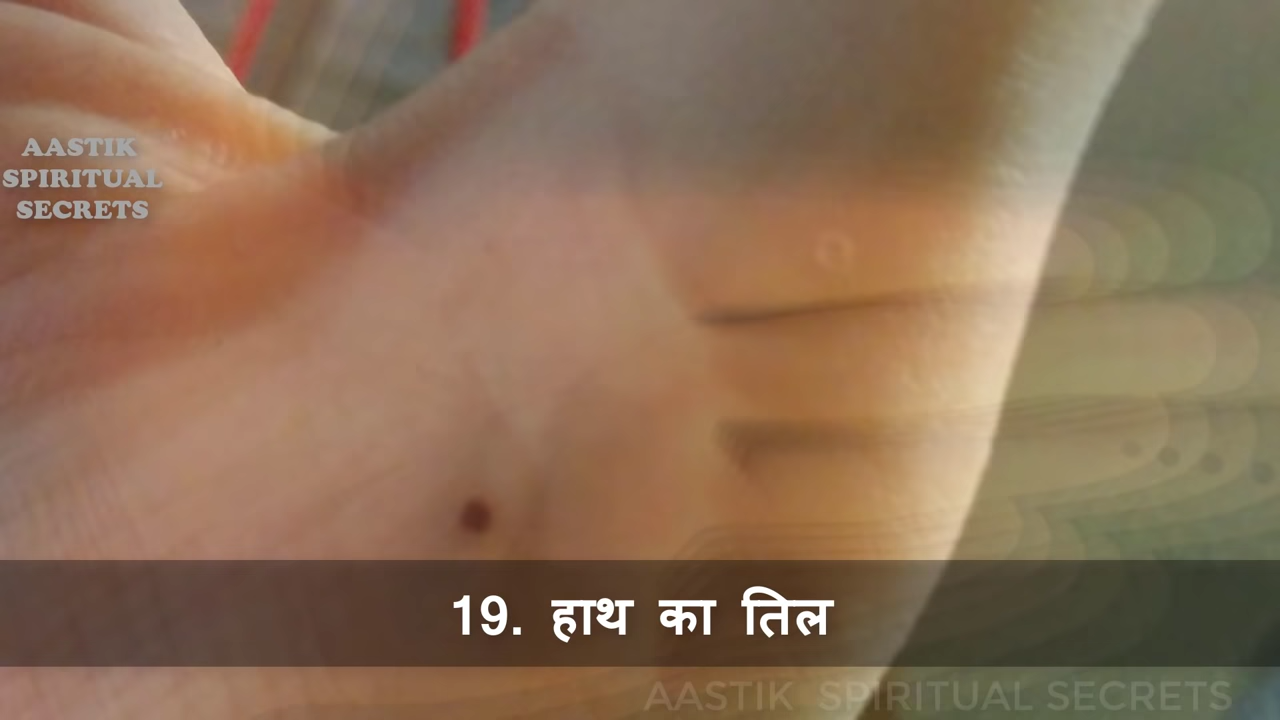 AASTIK
SPIRITUAL
SECRETS
19. हाथ का तिल
AASTIK SPIRITUAL SECRETS